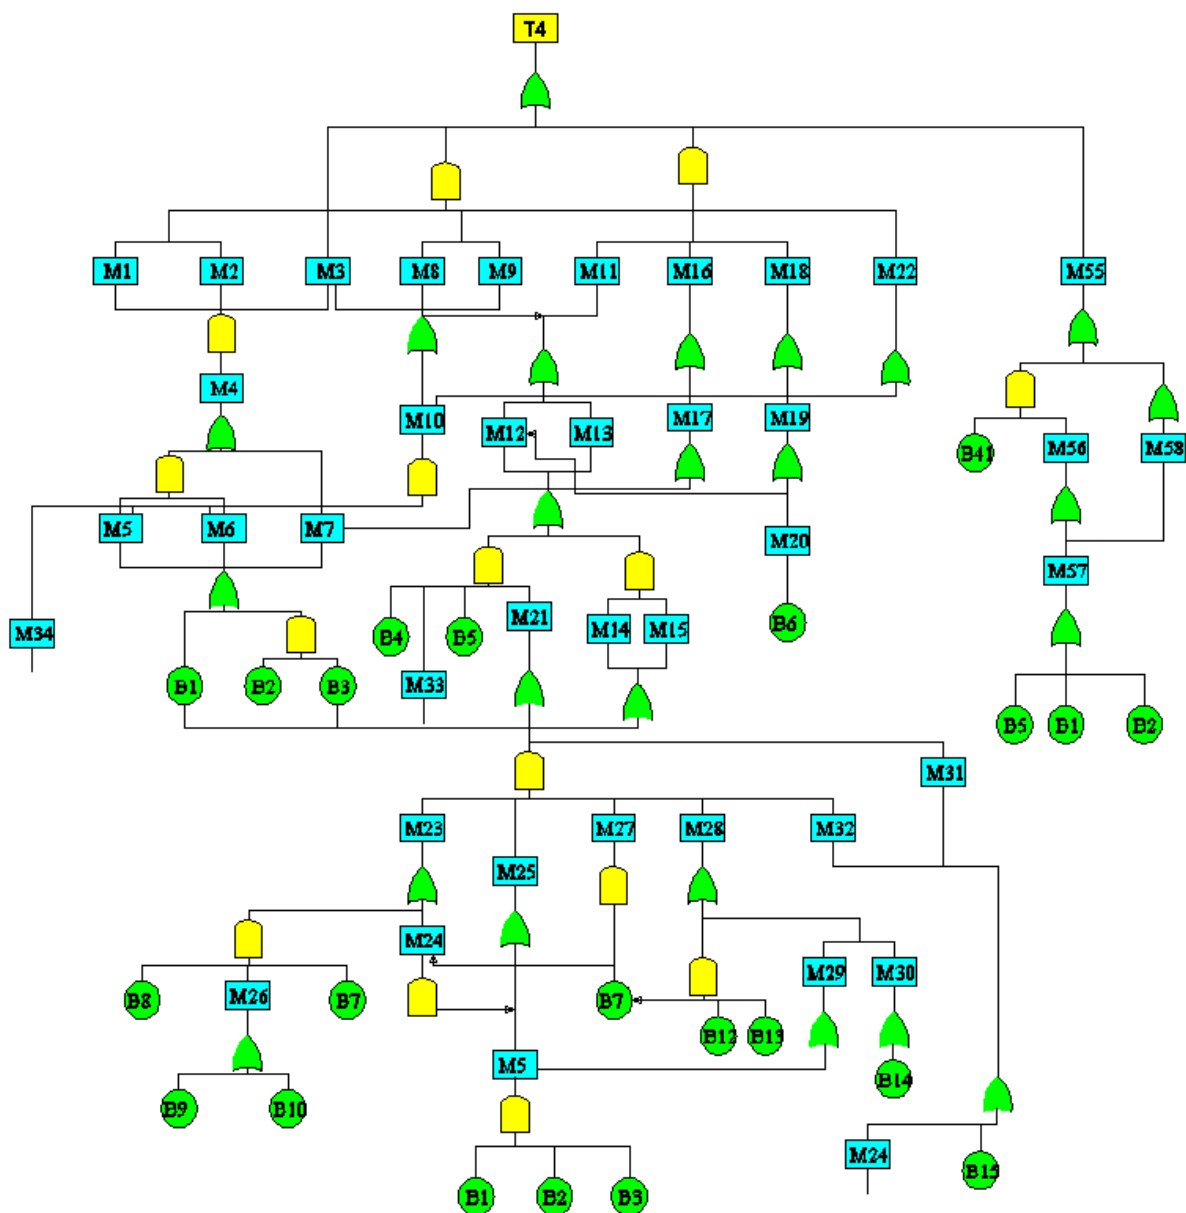 T4
M1 M2 M3 M8 M9 M11 M16 M18 M22 M55
M4 M10 M12 M13 M17 M19 B41 M56 M58
M5 M6 M7 M20 M57
M34 B4 B5 M21 M14 M15 B6
B1 B2 B3 M33 B5 B1 B2
M31
M23 M27 M28 M32
M25
M24
B8 M26 B7 B7 M29 M30
B12 B13
M5 B14
B9 B10
M24 B15
B1 B2 B3